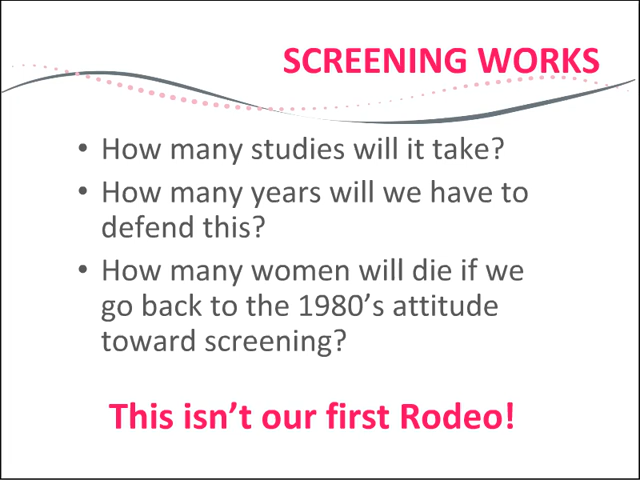 SCREENING WORKS
• How many studies will it take?
• How many years will we have to
defend this?
• How many women will die if we
go back to the 1980’s attitude
toward screening?
This isn’t our first Rodeo!